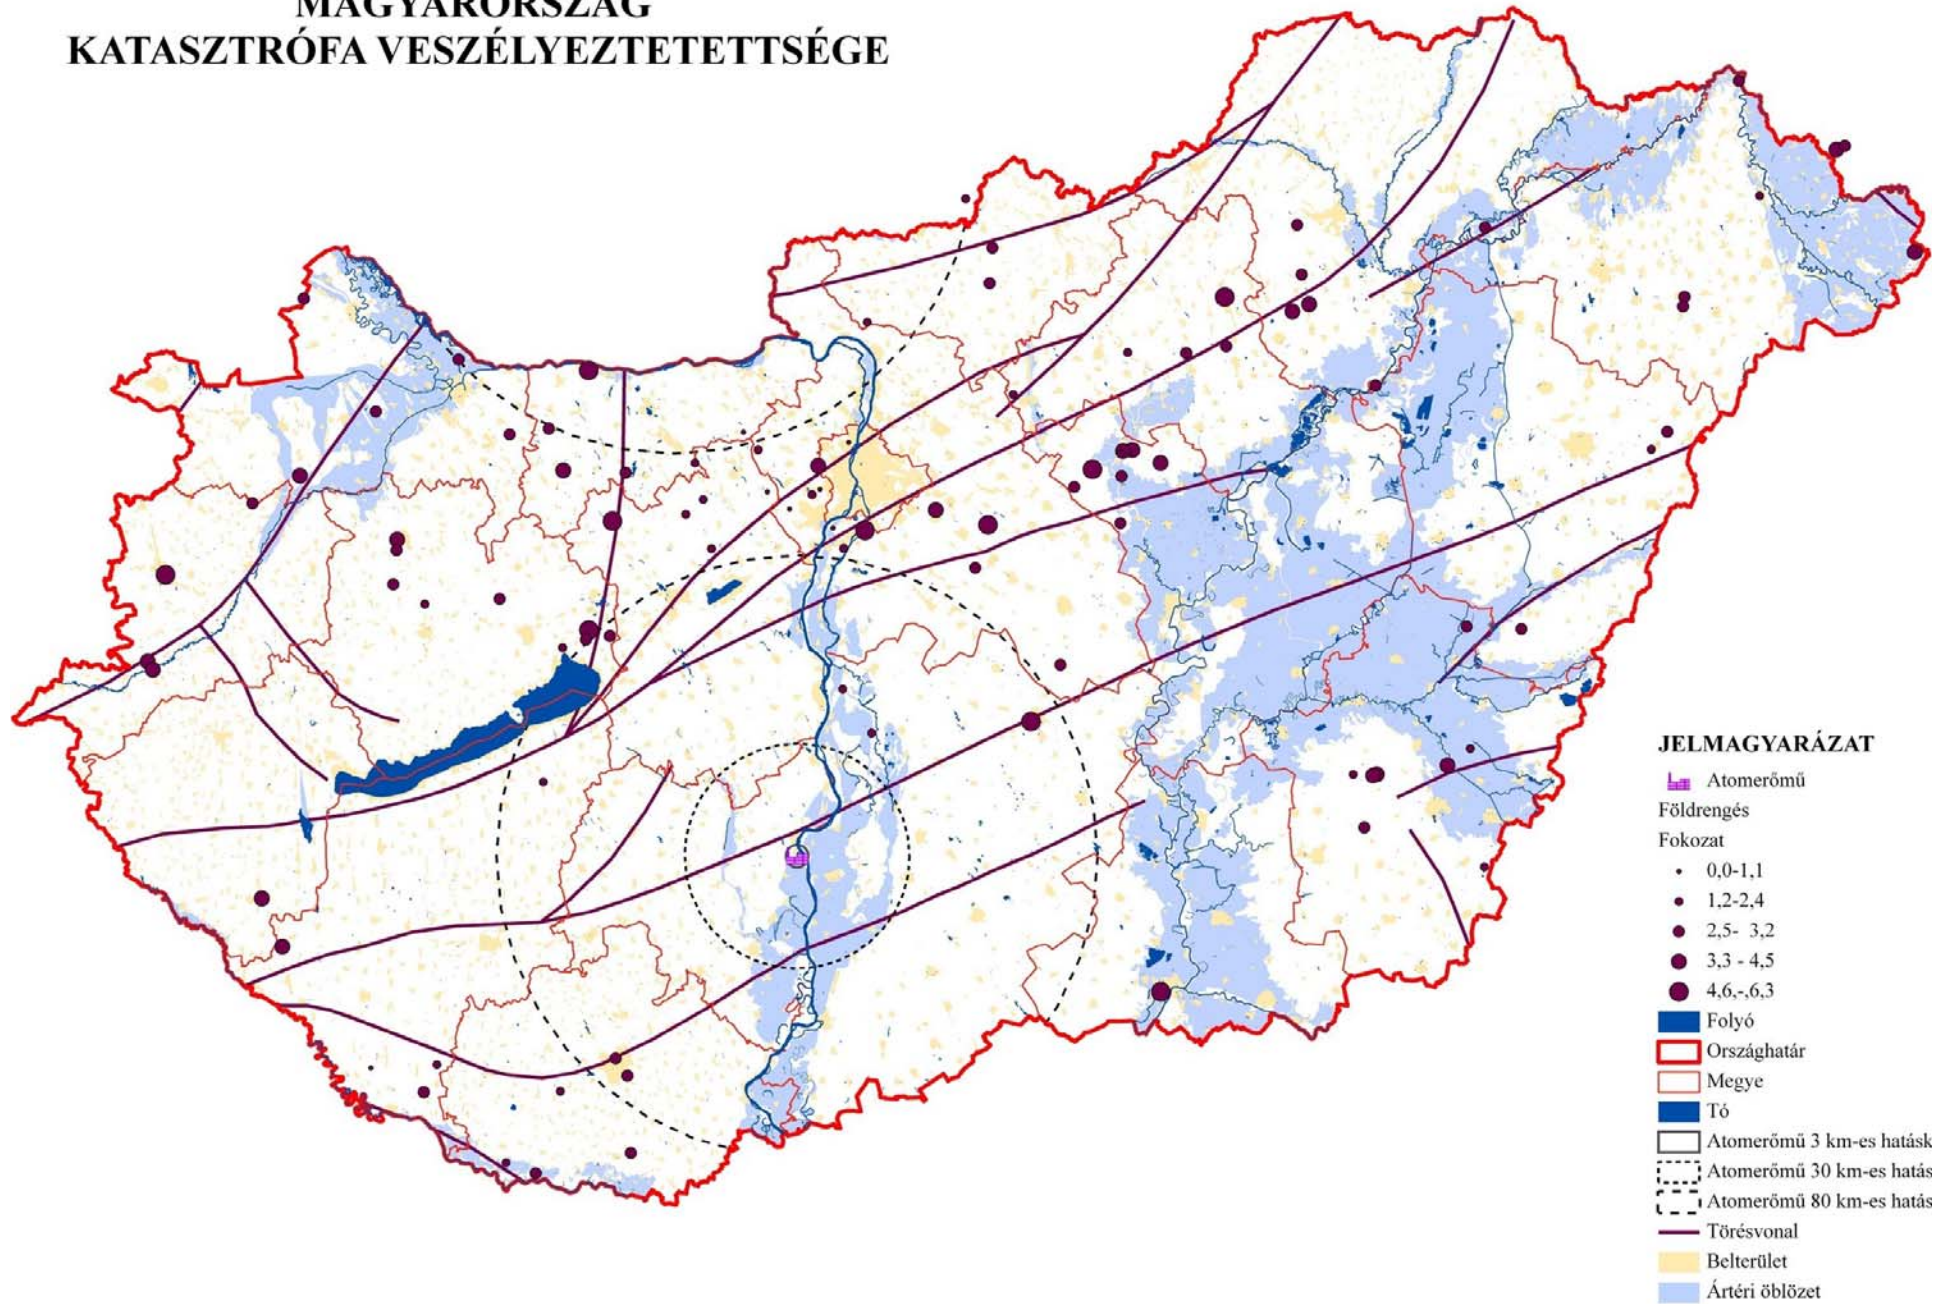 MAGYARORSZÁG
KATASZTRÓFA VESZÉLYEZTETETTSÉGE
JELMAGYARÁZAT
Atomerőmű
Földrengés
Fokozat
0,0-1,1
1,2-2,4
2,5- 3,2
3,3 - 4,5
4,6,-,6,3
Folyó
Országhatár
Megye
Tó
Atomerőmű 3 km-es hatásk
Atomerőmű 30 km-es hatás
Atomerőmű 80 km-es hatás
Törésvonal
Belterület
Ártéri öblözet